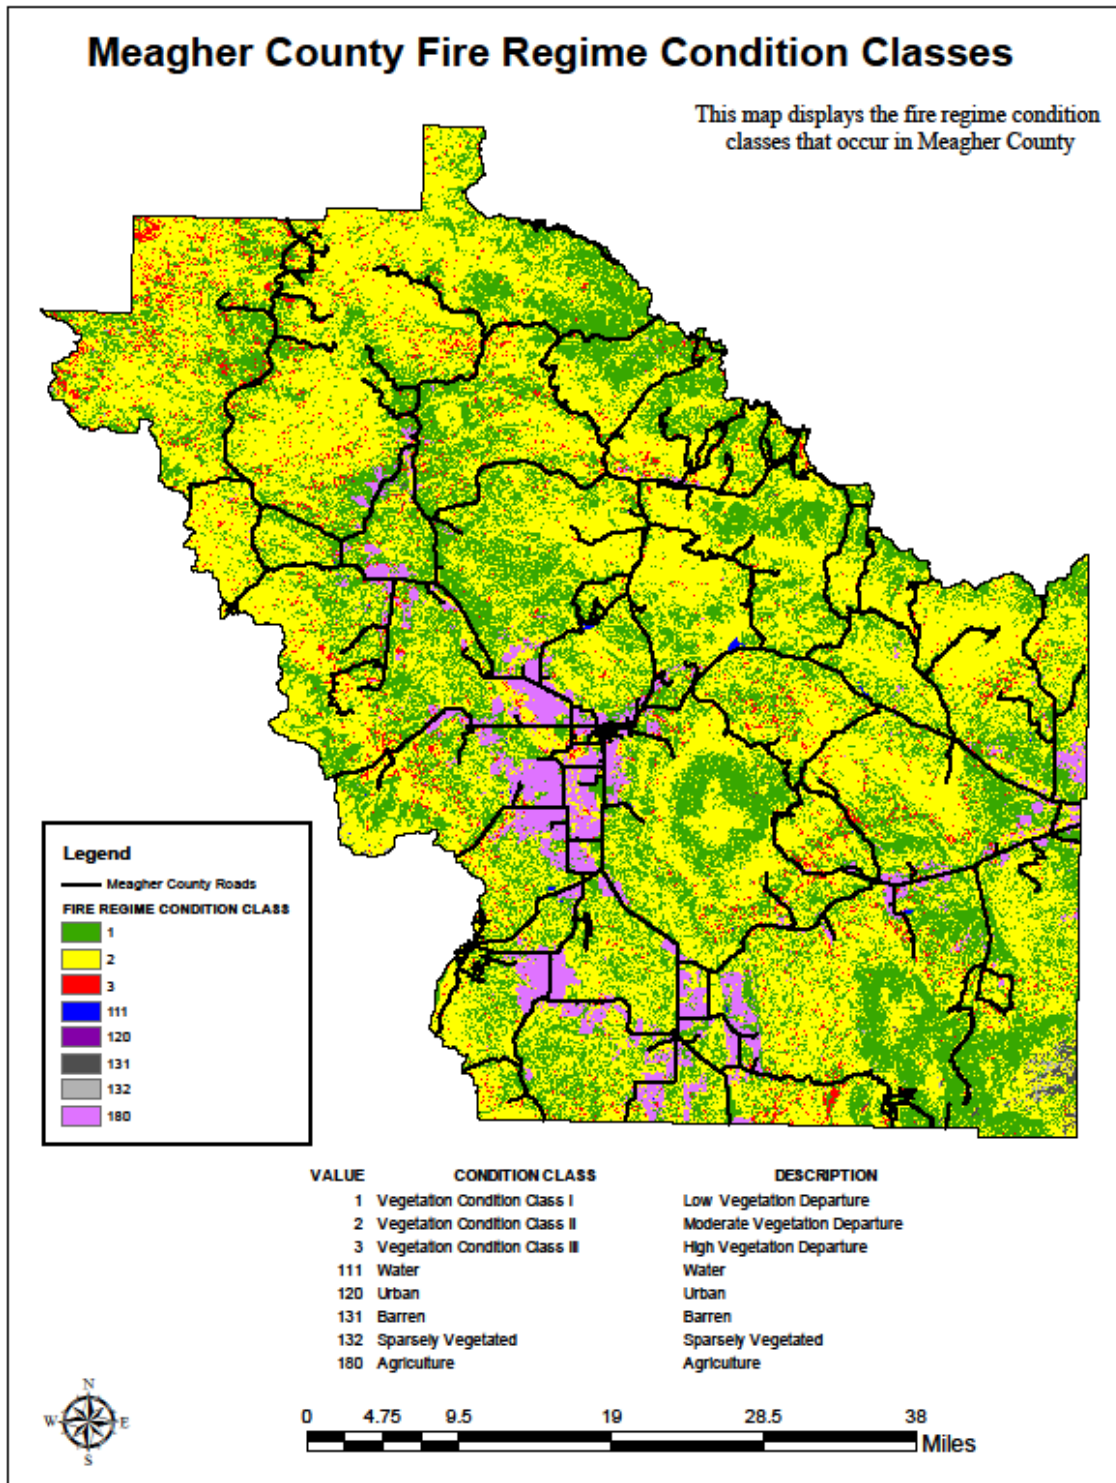 Meagher County Fire Regime Condition Classes
This map displays the fire regime condition
classes that occur in Meagher County
Legend
Meagher County Roads
FIRE REGIME CONDITION CLASS
1
2
3
111
120
131
132
180
VALUE CONDITION CLASS DESCRIPTION
1 Vegetation Condition Class I Low Vegetation Departure
2 Vegetation Condition Class II Moderate Vegetation Departure
3 Vegetation Condition Class III High Vegetation Departure
111 Water Water
120 Urban Urban
131 Barren Barren
132 Sparsely Vegetated Sparsely Vegetated
180 Agriculture Agriculture
N
W E
S
0 4.75 9.5 19 28.5 38
Miles